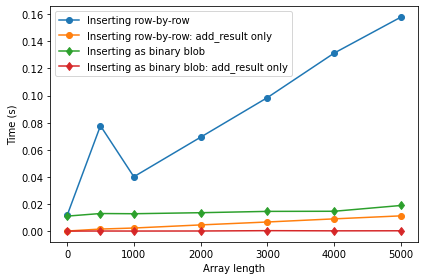 0.16
0.14
0.12
0.10
0.08
0.06
0.04
0.02
0.00
Time (s)
Inserting row-by-row
Inserting row-by-row: add_result only
Inserting as binary blob
Inserting as binary blob: add_result only
0 1000 2000 3000 4000 5000
Array length